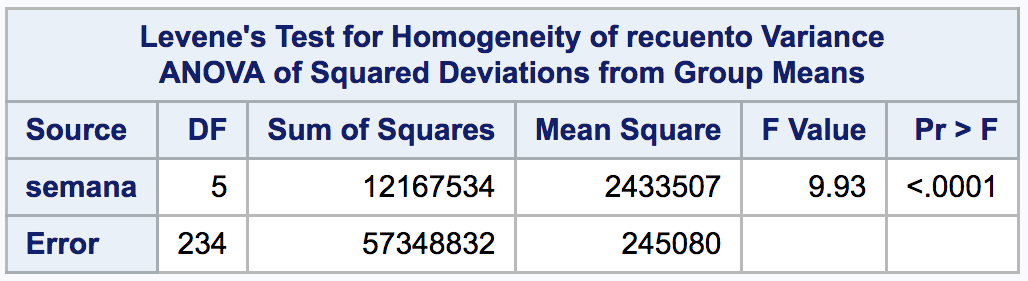 Levene's Test for Homogeneity of recuento Variance
ANOVA of Squared Deviations from Group Means
Source DF Sum of Squares Mean Square F Value Pr > F
semana 5 12167534 2433507 9.93 <.0001
Error 234 57348832 245080